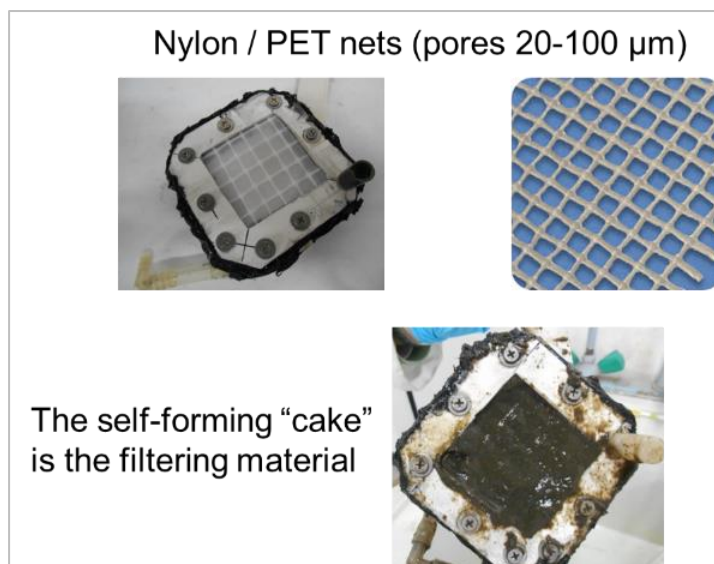 Nylon / PET nets (pores 20-100 µm)
The self-forming “cake”
is the filtering material